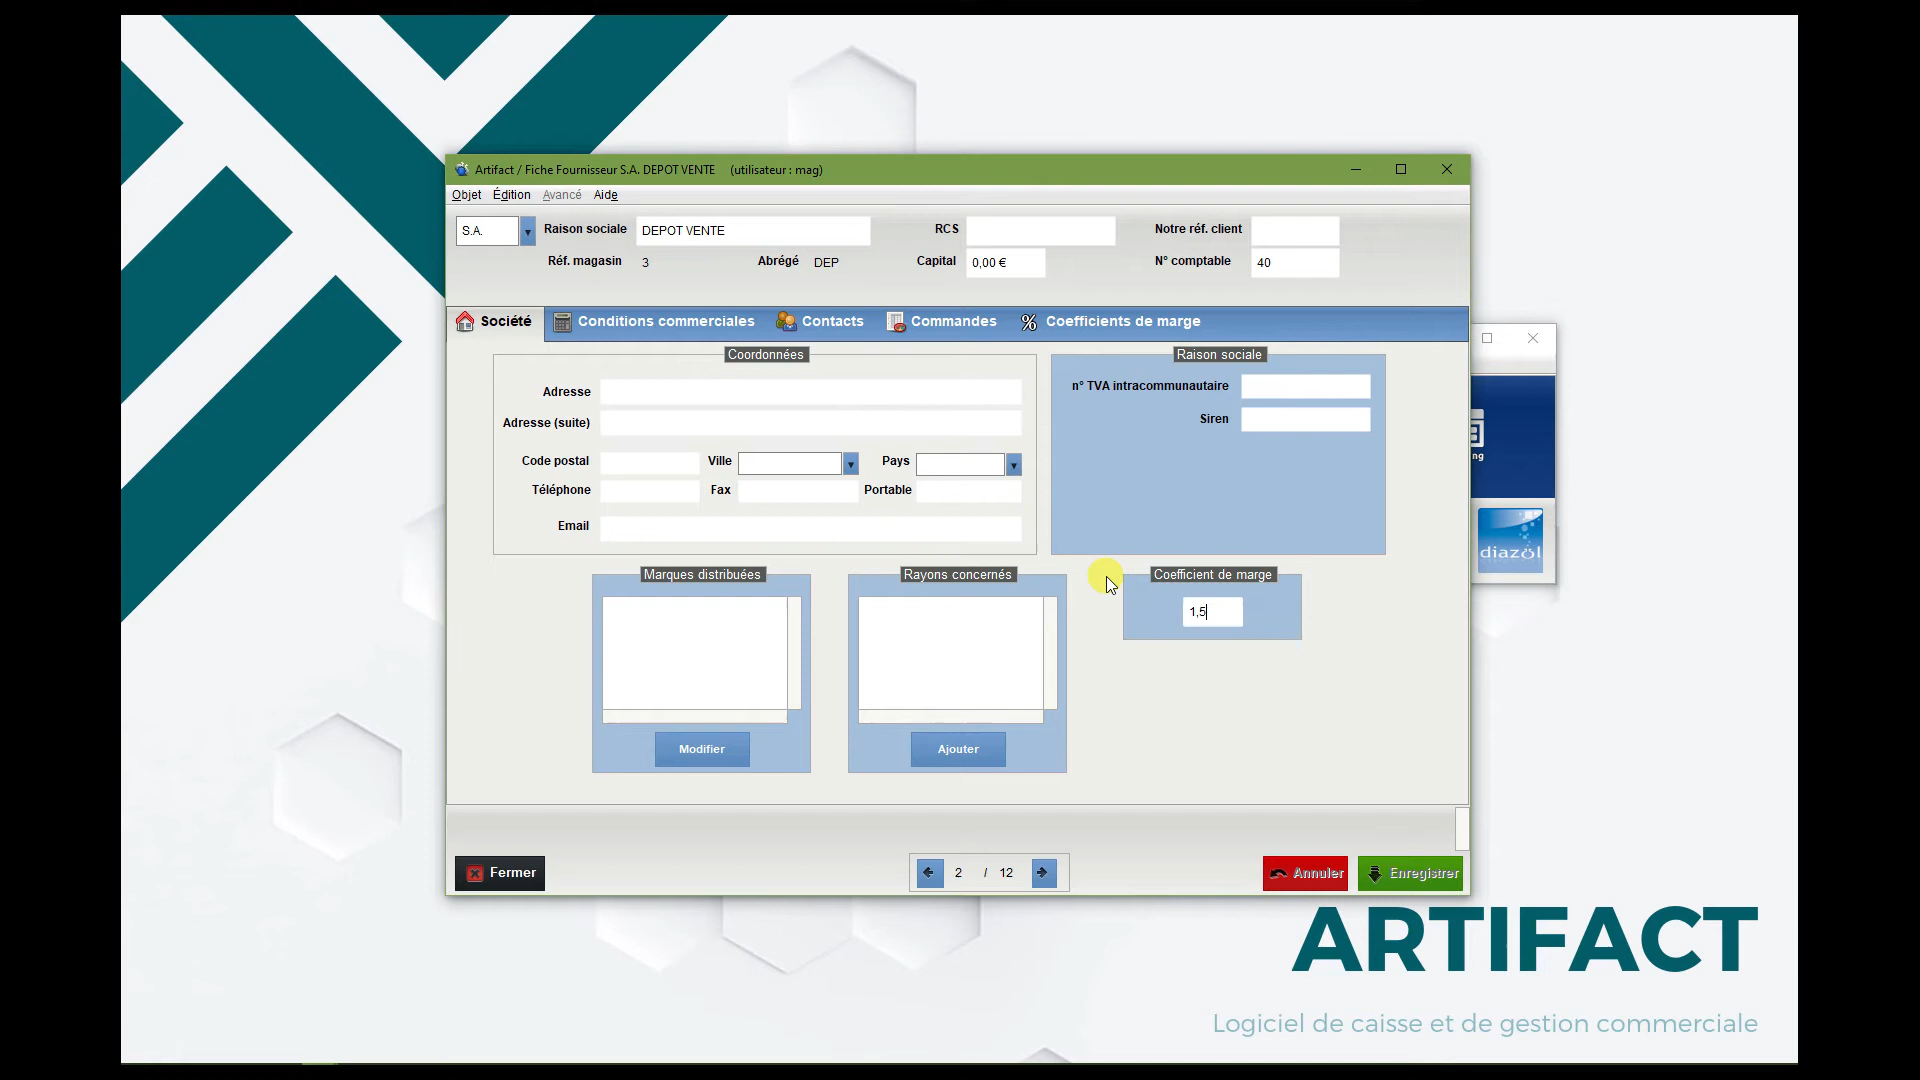 Artifact / Fiche Fournisseur S.A. DEPOT VENTE (utilisateur : mag)
Objet Édition Avancé Aide
S.A. Raison sociale DEPOT VENTE RCS Notre réf. client
Réf. magasin 3 Abrégé DEP Capital 0,00 € N° comptable 40
Société Conditions commerciales Contacts Commandes % Coefficients de marge
Coordonnées
Adresse
Adresse (suite)
Code postal Ville Pays
Téléphone Fax Portable
Email
Raison sociale
n° TVA intracommunautaire
Siren
Marques distribuées
Modifier
Rayons concernés
Ajouter
Coefficient de marge
1,5
ng
diazol
Fermer 2 / 12 Annuler Enregistrer
ARTIFACT
Logiciel de caisse et de gestion commerciale